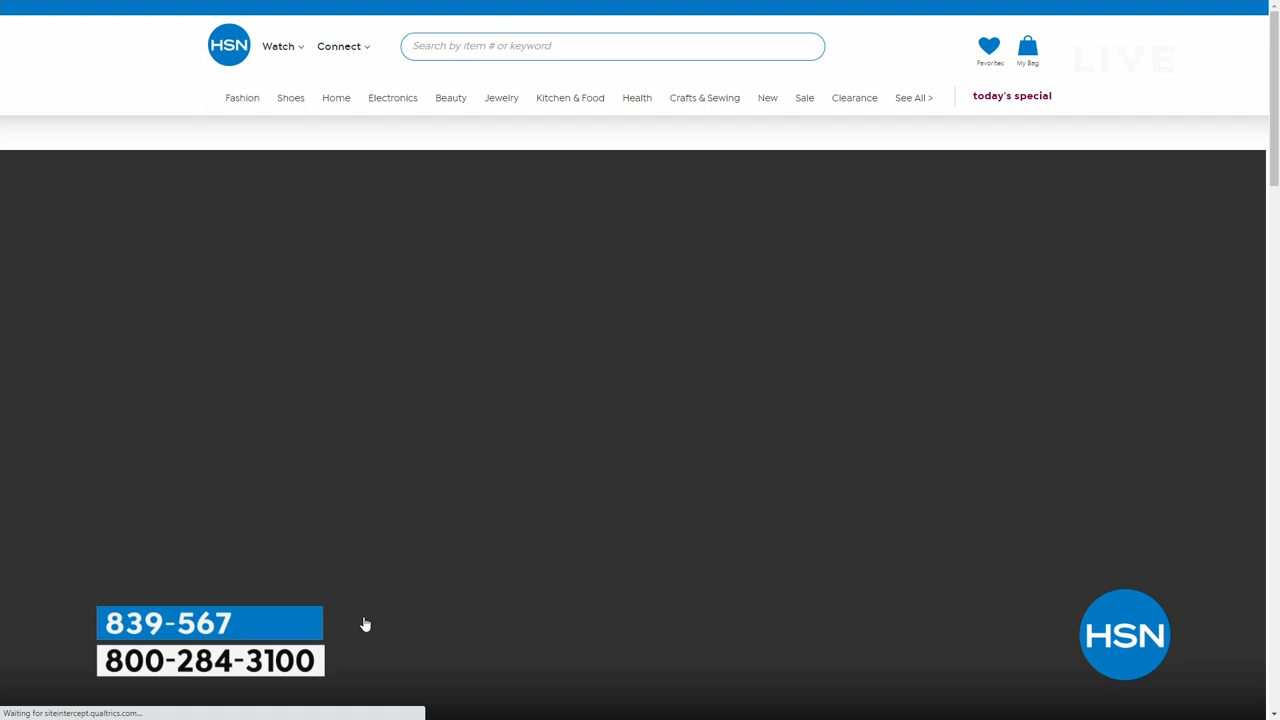 HSN
Watch
Connect
Search by item # or keyword
Favorites
My Bag
LIVE
Fashion
Shoes
Home
Electronics
Beauty
Jewelry
Kitchen & Food
Health
Crafts & Sewing
New
Sale
Clearance
See All >
today's special
839-567
800-284-3100
HSN
Waiting for siteintercept.qualtrics.com...